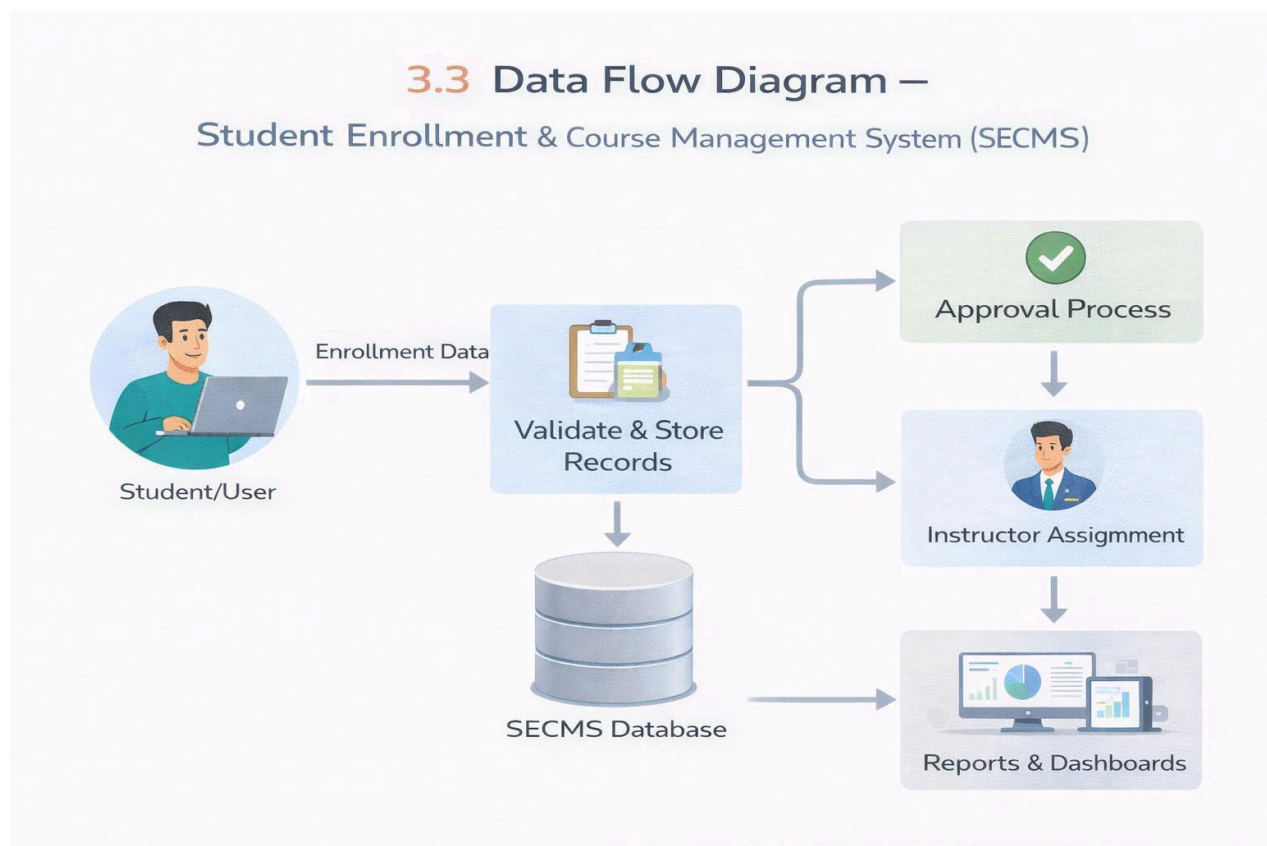 3.3 Data Flow Diagram –
Student Enrollment & Course Management System (SECMS)
Enrollment Data
Student/User
Validate & Store
Records
SECMS Database
Approval Process
Instructor Assigmment
Reports & Dashboards